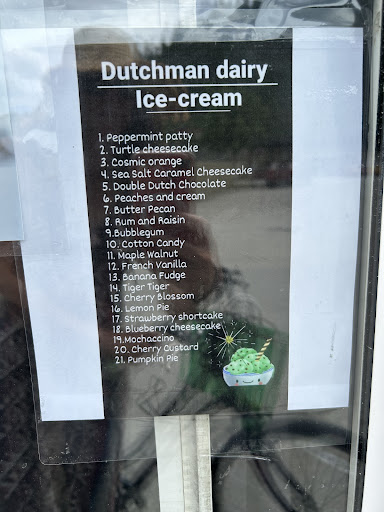 Dutchman dairy
Ice-cream
1. Peppermint patty
2. Turtle cheesecake
3. Cosmic orange
4. Sea Salt Caramel Cheesecake
5. Double Dutch Chocolate
6. Peaches and cream
7. Butter Pecan
8. Rum and Raisin
9.Bubblegum
10. Cotton Candy
11. Maple Walnut
12. French Vanilla
13. Banana Fudge
14. Tiger Tiger
15. Cherry Blossom
16. Lemon Pie
17. Strawberry shortcake
18. Blueberry cheesecake
19.Mochaccino
20. Cherry Custard
21. Pumpkin Pie